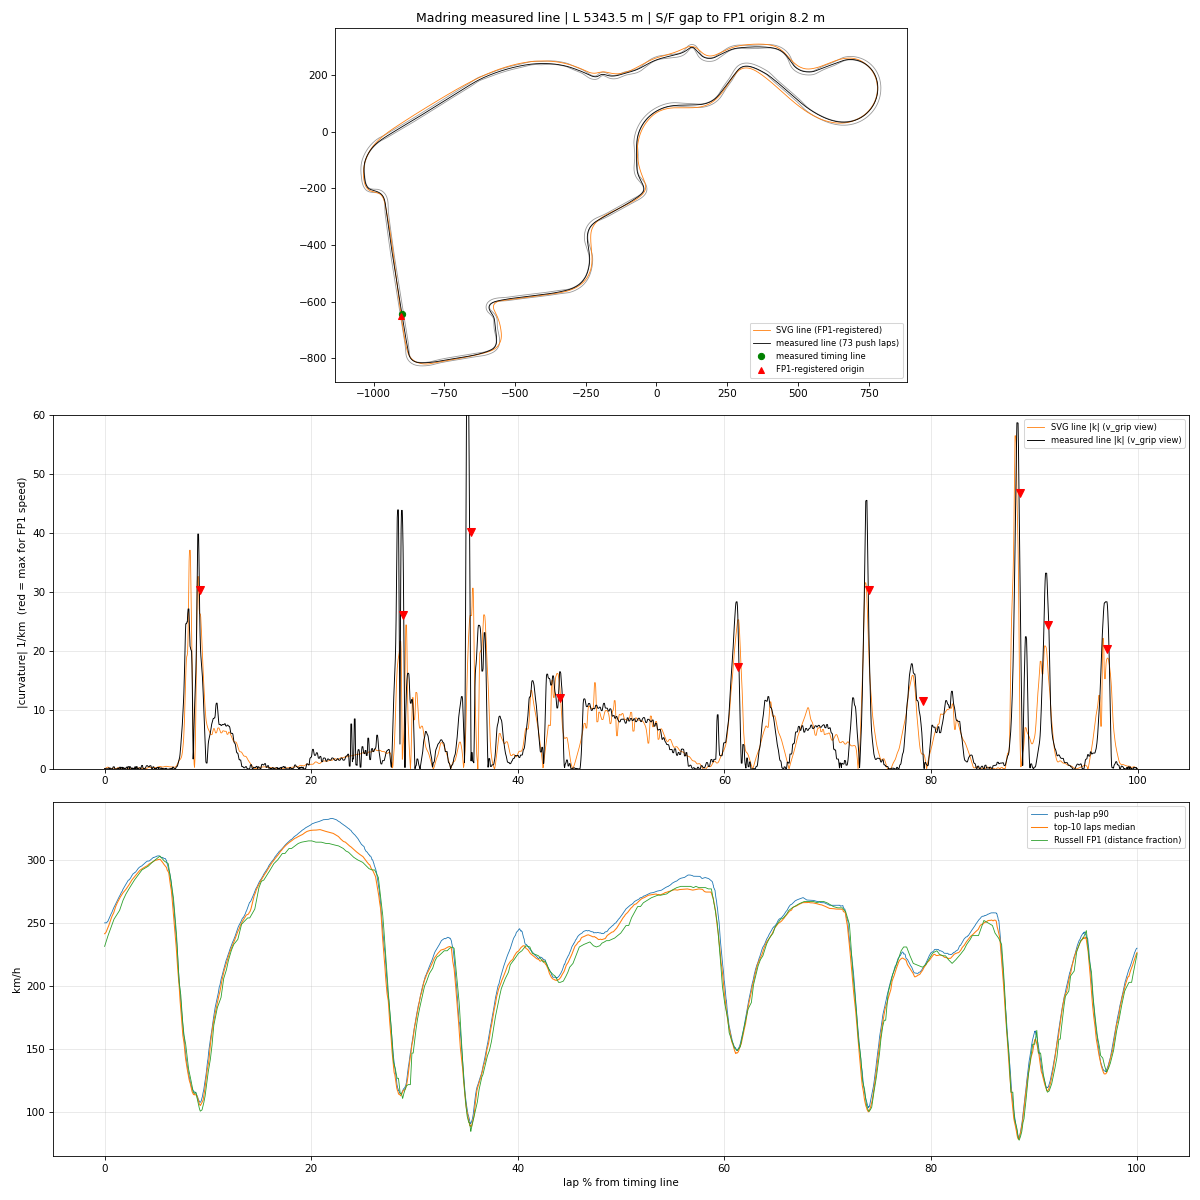 Madring measured line | L 5343.5 m | S/F gap to FP1 origin 8.2 m
200
0
−200
−400
−600
−800
SVG line (FP1-registered)
measured line (73 push laps)
measured timing line
FP1-registered origin
−1000
−750
−500
−250
0
250
500
750
60
50
40
30
20
10
0
|curvature| 1/km (red = max for FP1 speed)
SVG line |k| (v_grip view)
measured line |k| (v_grip view)
0
20
40
60
80
100
300
250
200
150
100
km/h
push-lap p90
top-10 laps median
Russell FP1 (distance fraction)
0
20
40
60
80
100
lap % from timing line